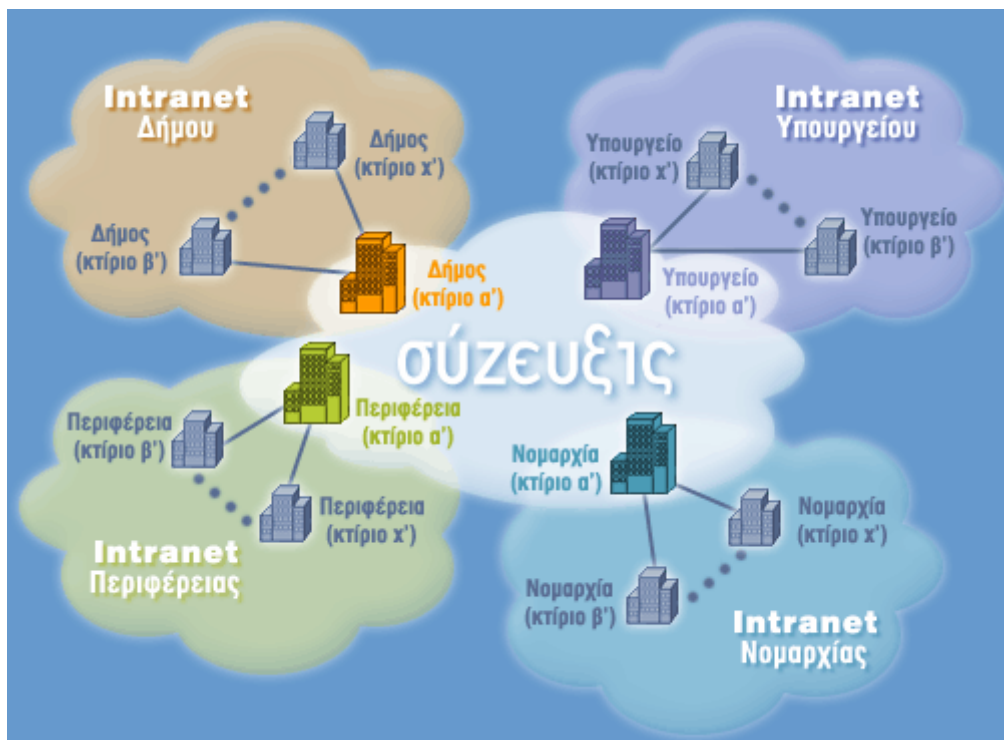 Intranet
Δήμου
Δήμος
(κτίριο χ')
Δήμος
(κτίριο β')
Δήμος
(κτίριο α')
Intranet
Υπουργείου
Υπουργείο
(κτίριο χ')
Υπουργείο
(κτίριο β')
Υπουργείο
(κτίριο α')
σύζευξις
Περιφέρεια
(κτίριο α')
Περιφέρεια
(κτίριο β')
Περιφέρεια
(κτίριο χ')
Intranet
Περιφέρειας
Νομαρχία
(κτίριο α')
Νομαρχία
(κτίριο χ')
Νομαρχία
(κτίριο β')
Intranet
Νομαρχίας